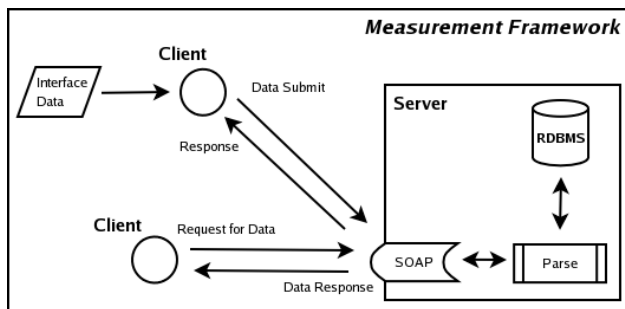 Measurement Framework
Client
Interface
Data
Data Submit
Server
RDBMS
Response
Client
Request for Data
SOAP
Parse
Data Response